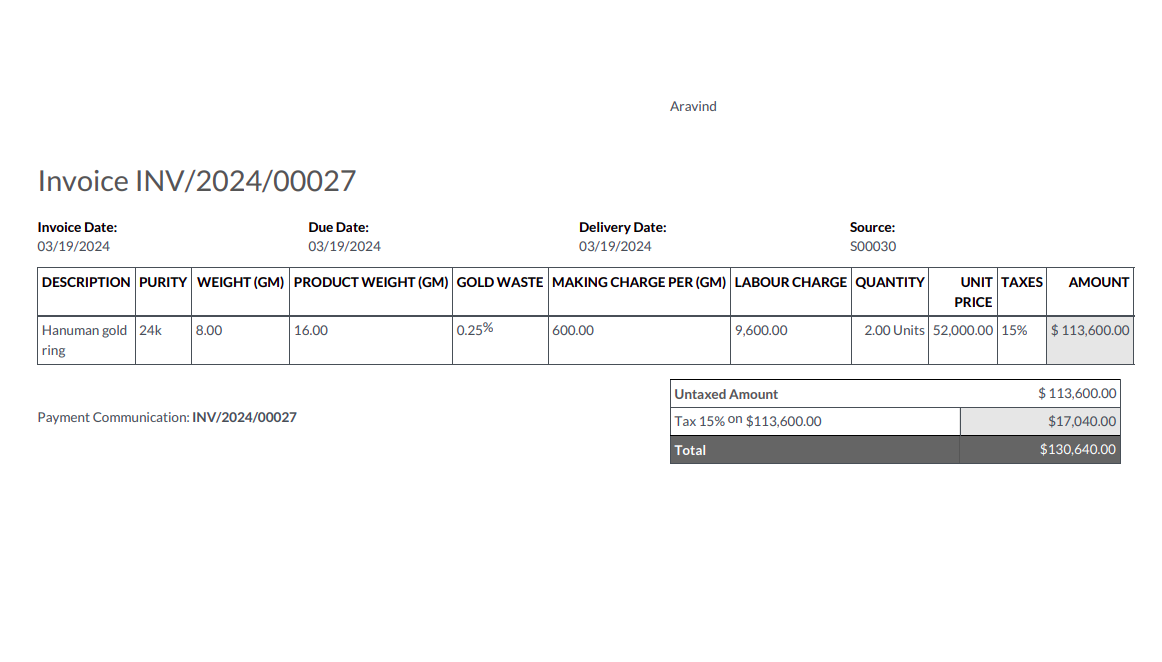 Aravind
Invoice INV/2024/00027
Invoice Date: Due Date: Delivery Date: Source:
03/19/2024 03/19/2024 03/19/2024 S00030
DESCRIPTION PURITY WEIGHT (GM) PRODUCT WEIGHT (GM) GOLD WASTE MAKING CHARGE PER (GM) LABOUR CHARGE QUANTITY UNIT TAXES AMOUNT
PRICE
Hanuman gold 24k 8.00 16.00 0.25% 600.00 9,600.00 2.00 Units 52,000.00 15% $ 113,600.00
ring
Untaxed Amount $ 113,600.00
Payment Communication: INV/2024/00027
Tax 15% on $113,600.00 $17,040.00
Total $130,640.00